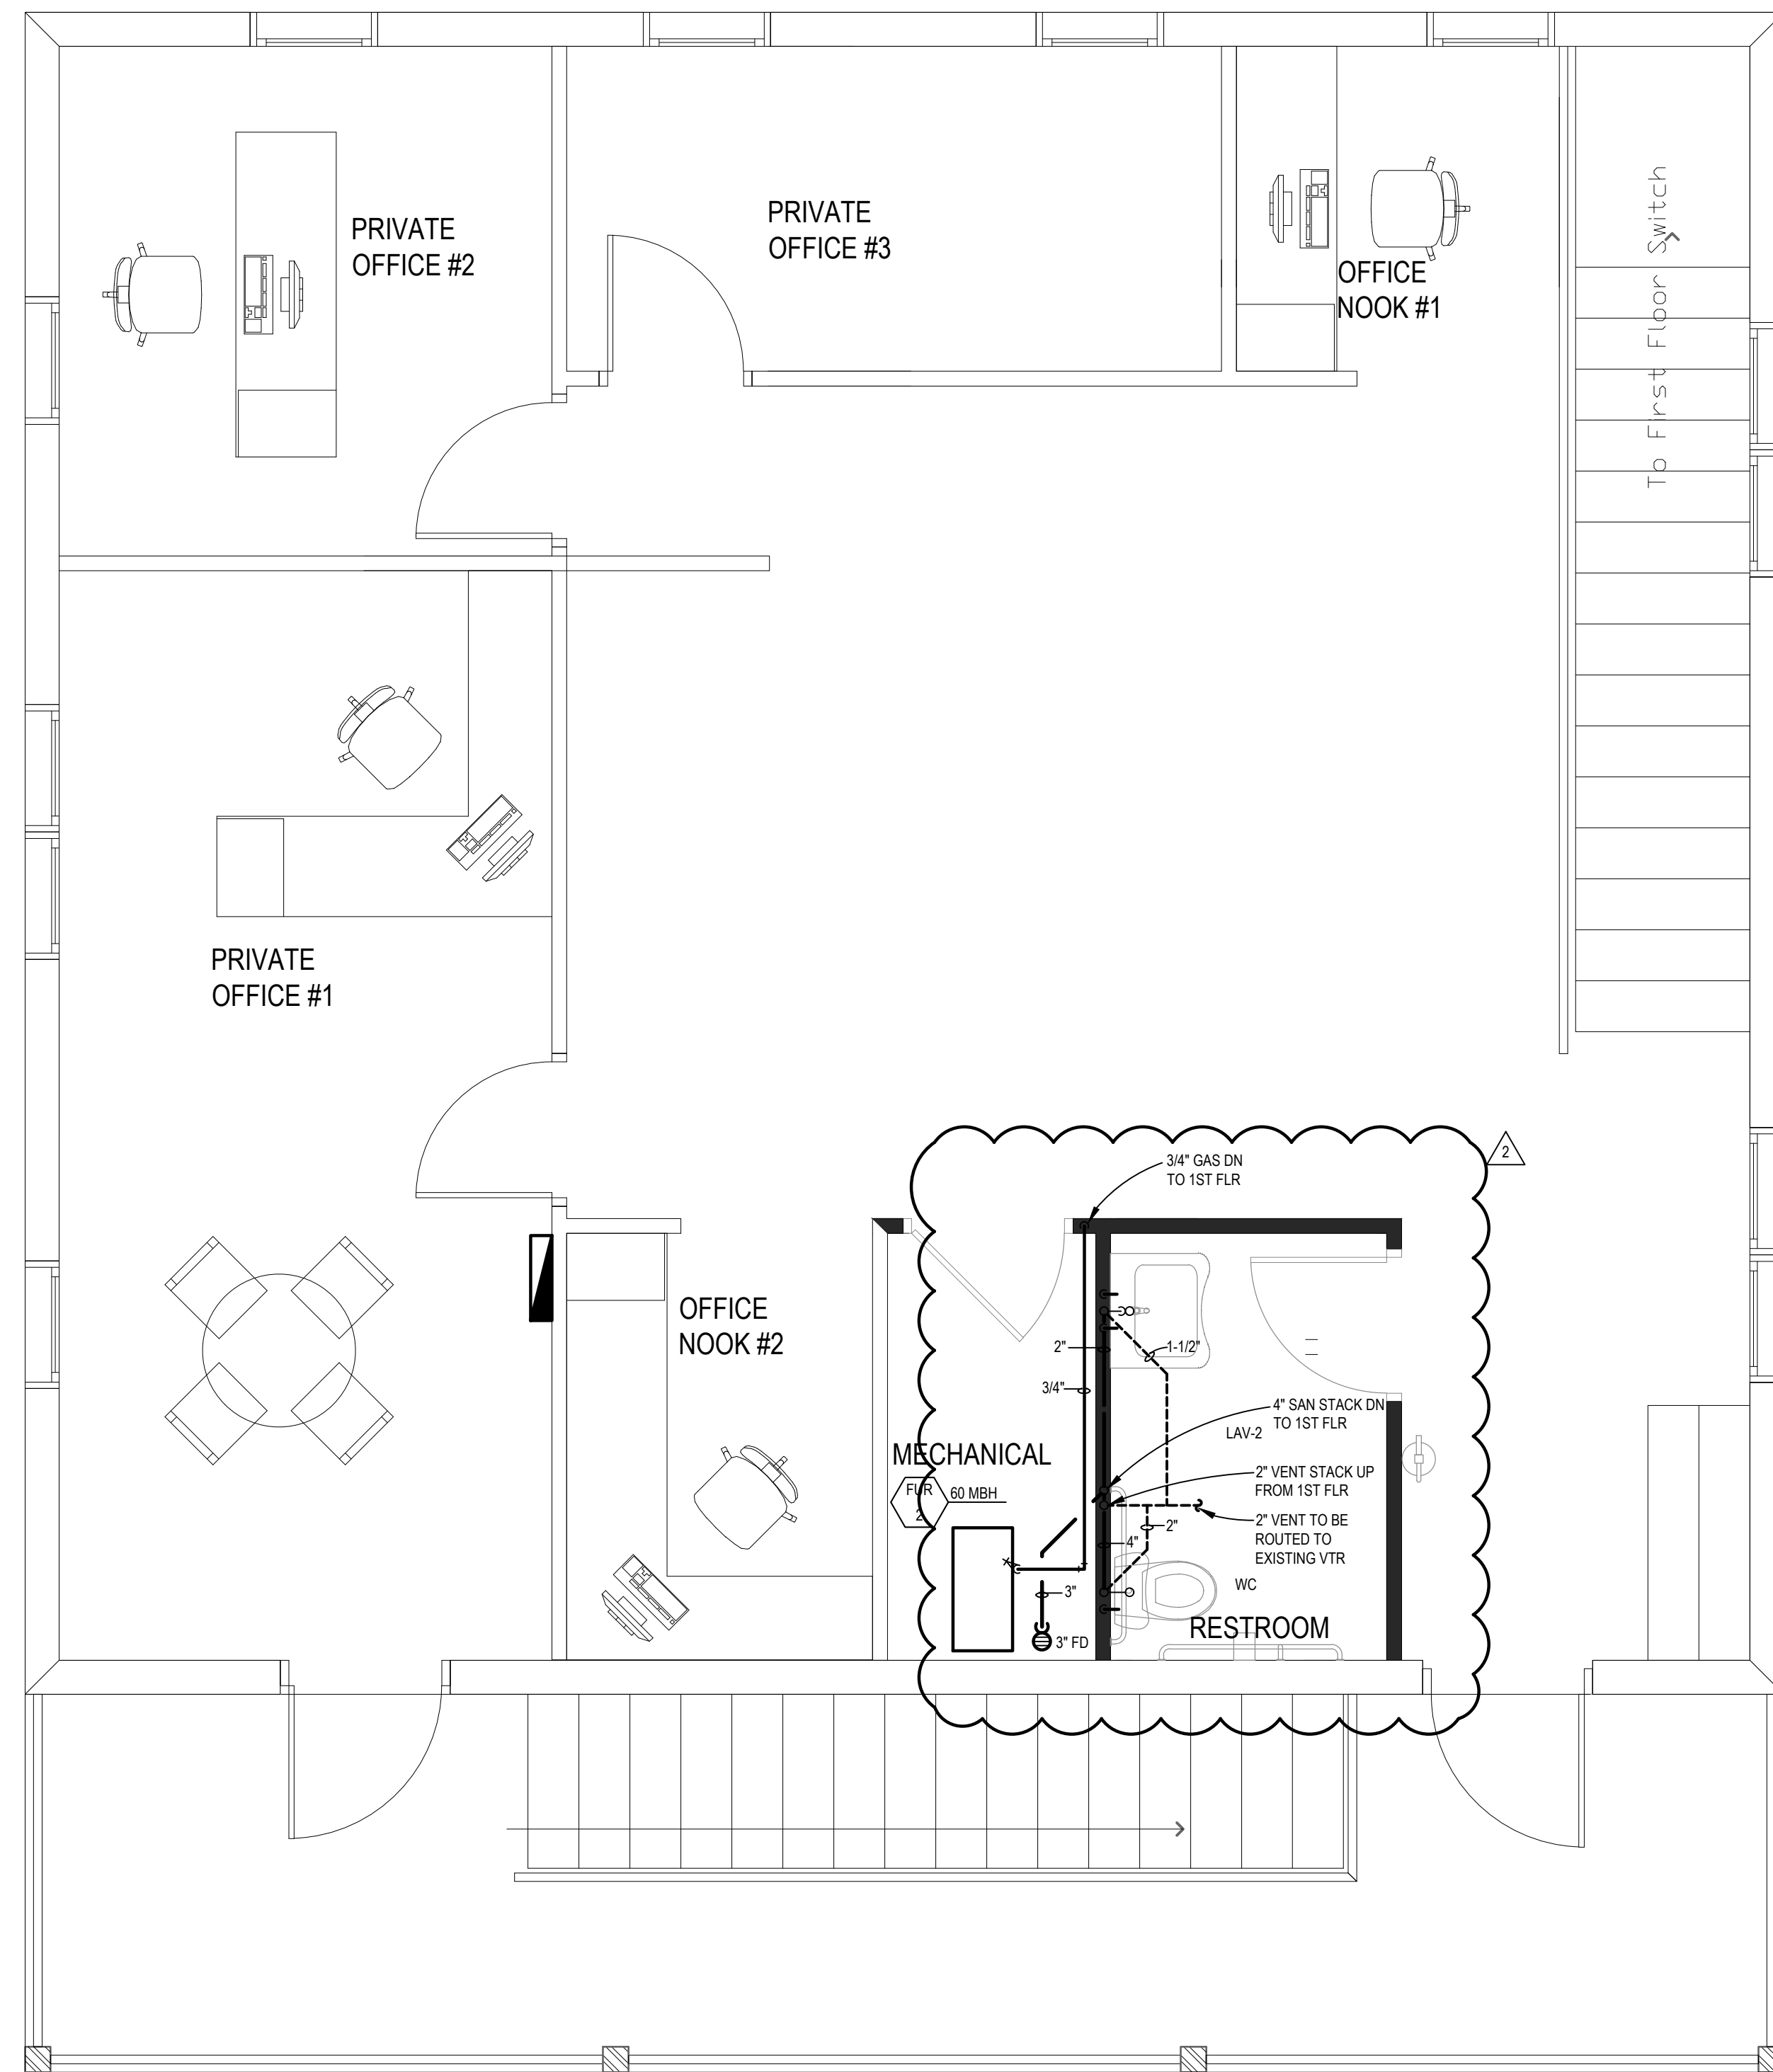 PRIVATE
OFFICE #2
PRIVATE
OFFICE #3
OFFICE
NOOK #1
To First Floor Switch
PRIVATE
OFFICE #1
2
3/4" GAS DN
TO 1ST FLR
OFFICE
NOOK #2
2"
1-1/2"
3/4"
4" SAN STACK DN
TO 1ST FLR
LAV-2
MECHANICAL
FUR
2
60 MBH
2" VENT STACK UP
FROM 1ST FLR
2" VENT TO BE
ROUTED TO
EXISTING VTR
2"
4"
3"
WC
RESTROOM
3" FD